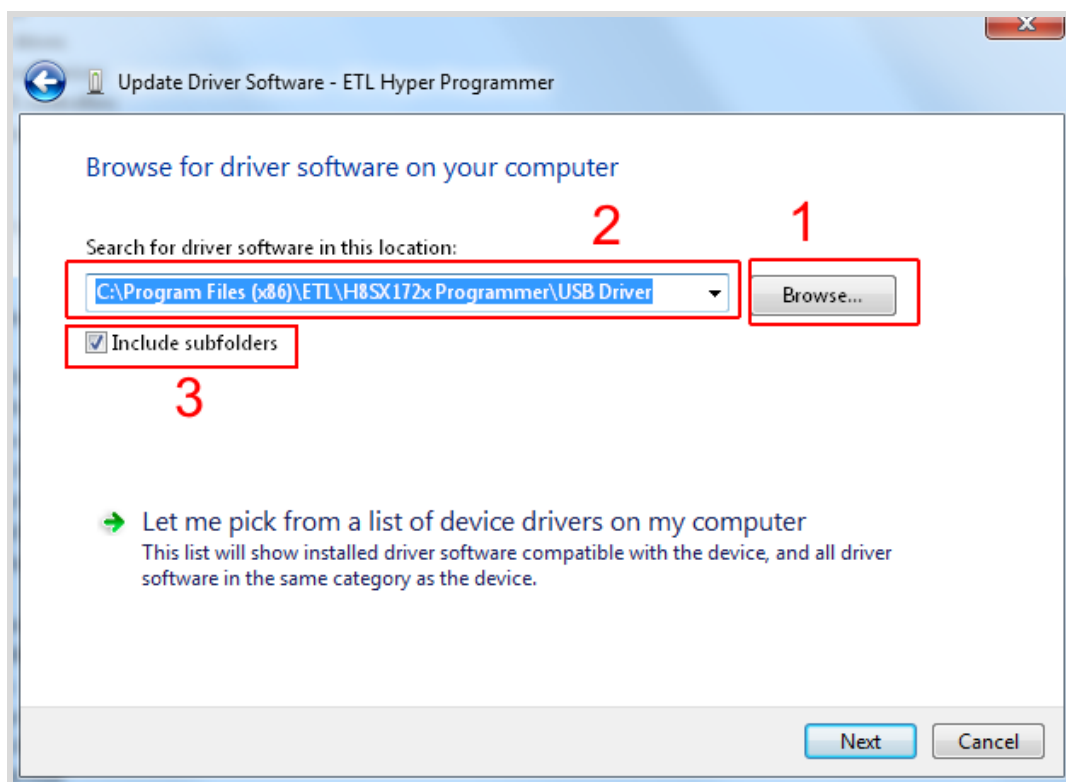 Update Driver Software - ETL Hyper Programmer
Browse for driver software on your computer
2
1
Search for driver software in this location:
C:\Program Files (x86)\ETL\H8SX172x Programmer\USB Driver
Browse...
Include subfolders
3
Let me pick from a list of device drivers on my computer
This list will show installed driver software compatible with the device, and all driver
software in the same category as the device.
Next
Cancel